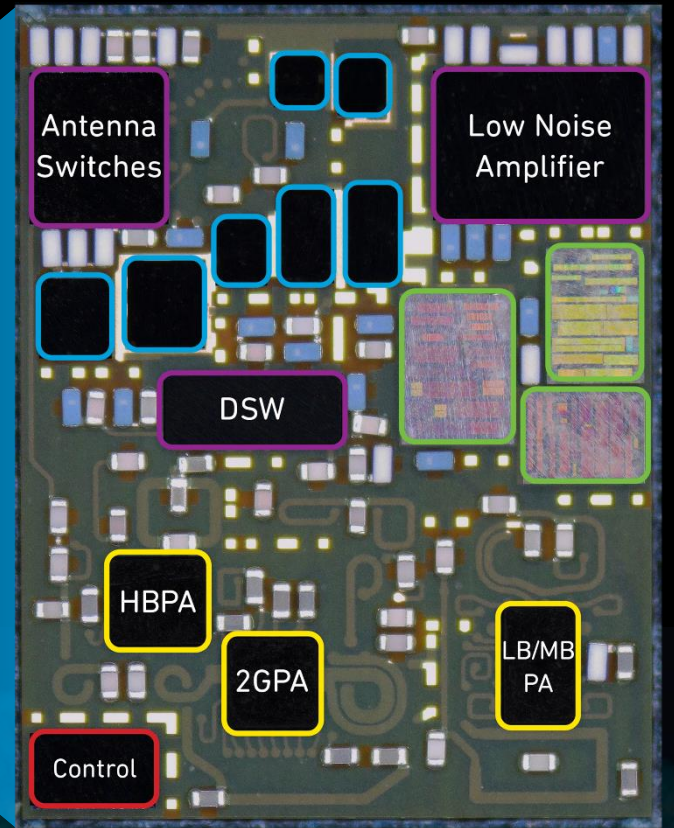 Antenna
Switches
Low Noise
Amplifier
DSW
HBPA
2GPA
LB/MB
PA
Control